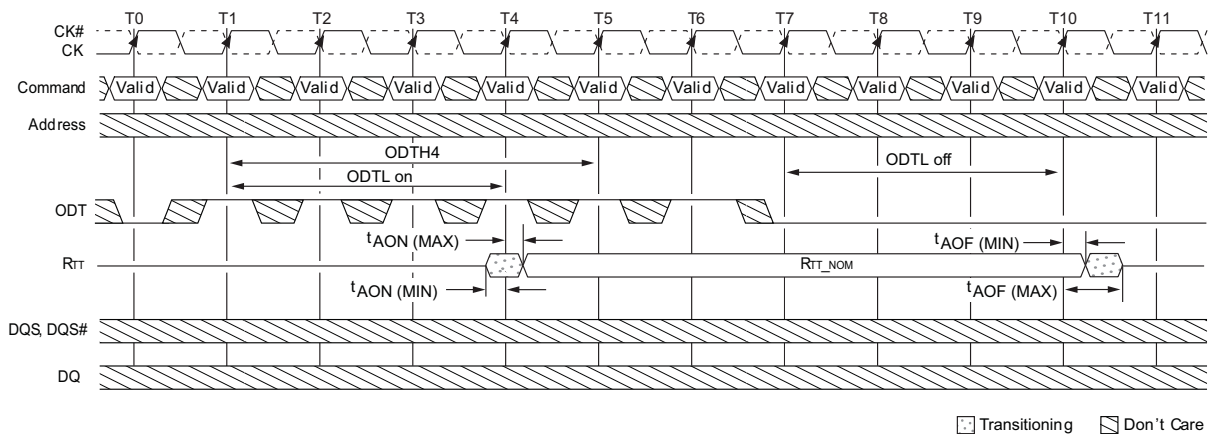 T0 T1 T2 T3 T4 T5 T6 T7 T8 T9 T10 T11
CK#
CK
Command Valid Valid Valid Valid Valid Valid Valid Valid Valid Valid Valid Valid
Address
ODTH4 ODTL off
ODTL on
ODT
tAON (MAX) tAOF (MIN)
RTT RTT_NOM
tAON (MIN) tAOF (MAX)
DQS, DQS#
DQ
Transitioning Don't Care